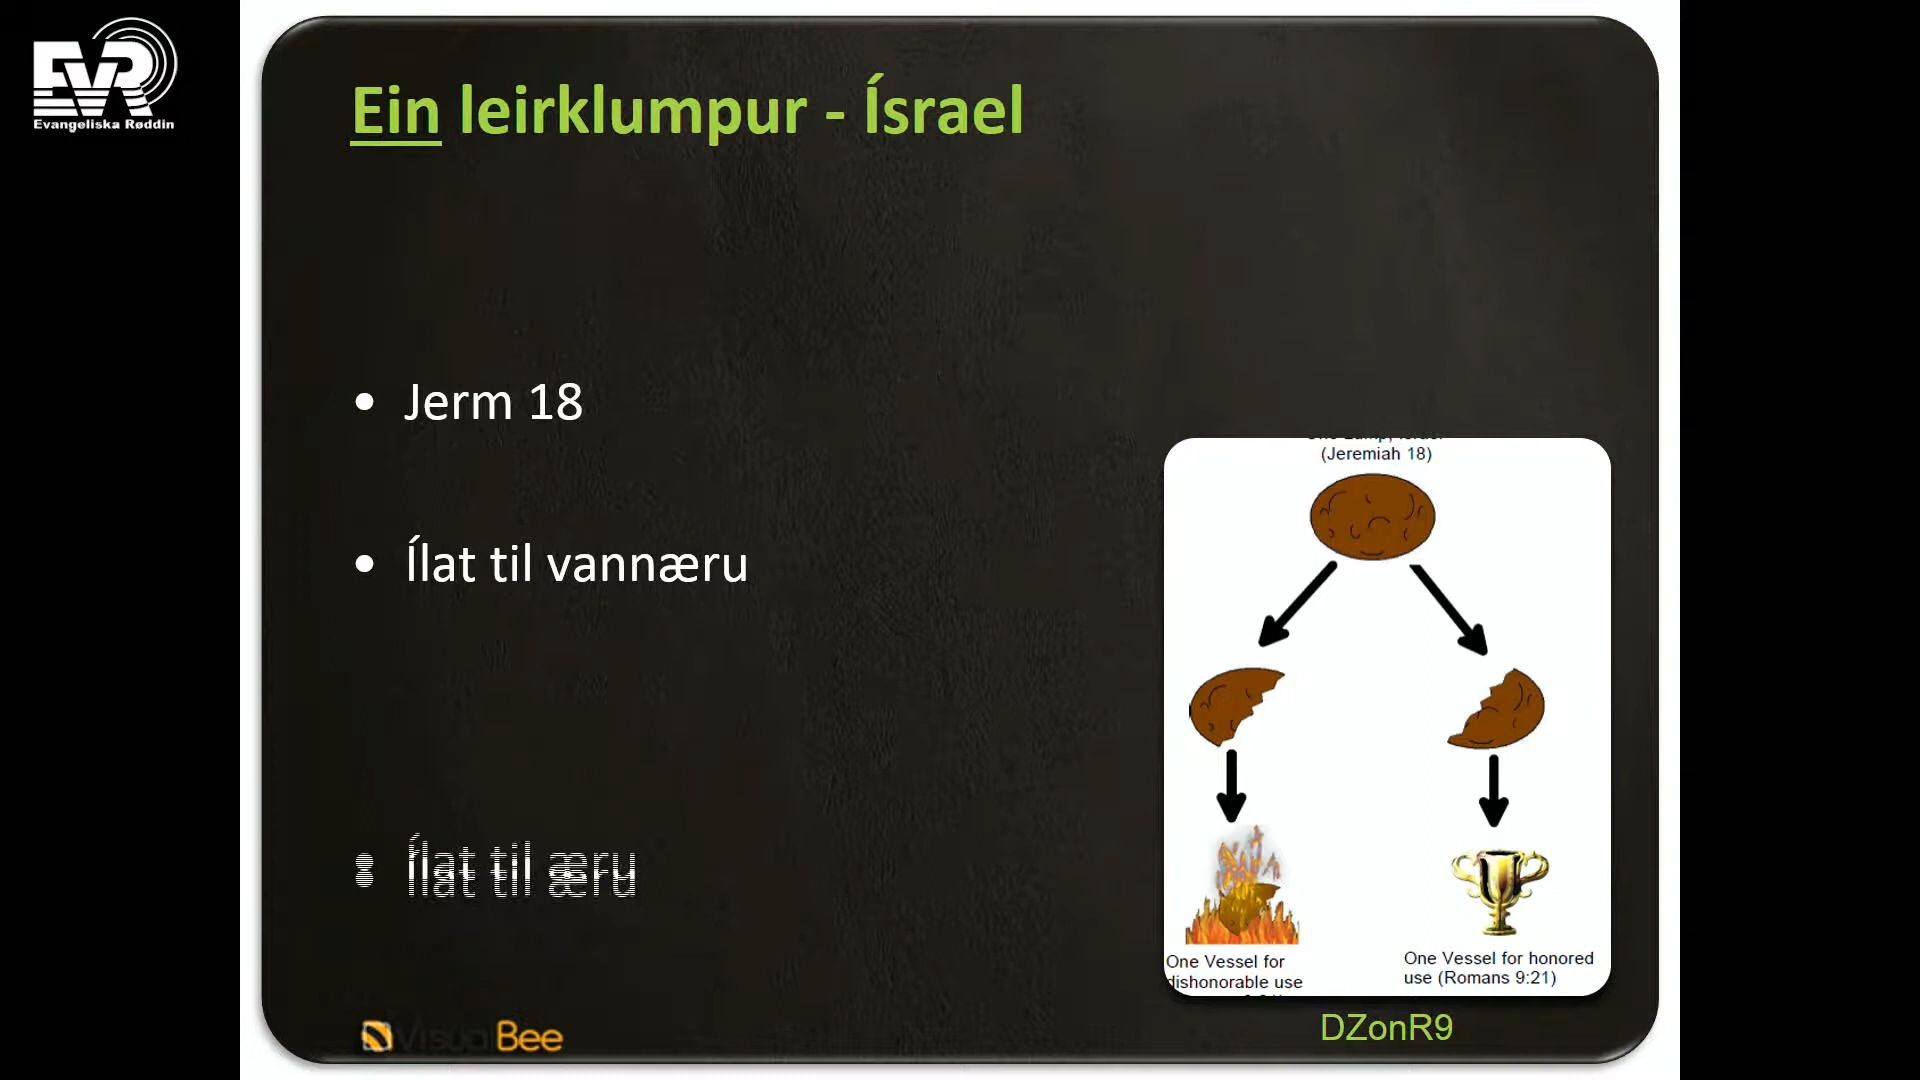 EVR
Evangeliska Røddin
Ein leirklumpur - Ísrael
• Jerm 18
• Ílat til vannæru
• Ílat til æru
(Jeremiah 18)
One Vessel for
dishonorable use
One Vessel for honored
use (Romans 9:21)
VisualBee
DZonR9